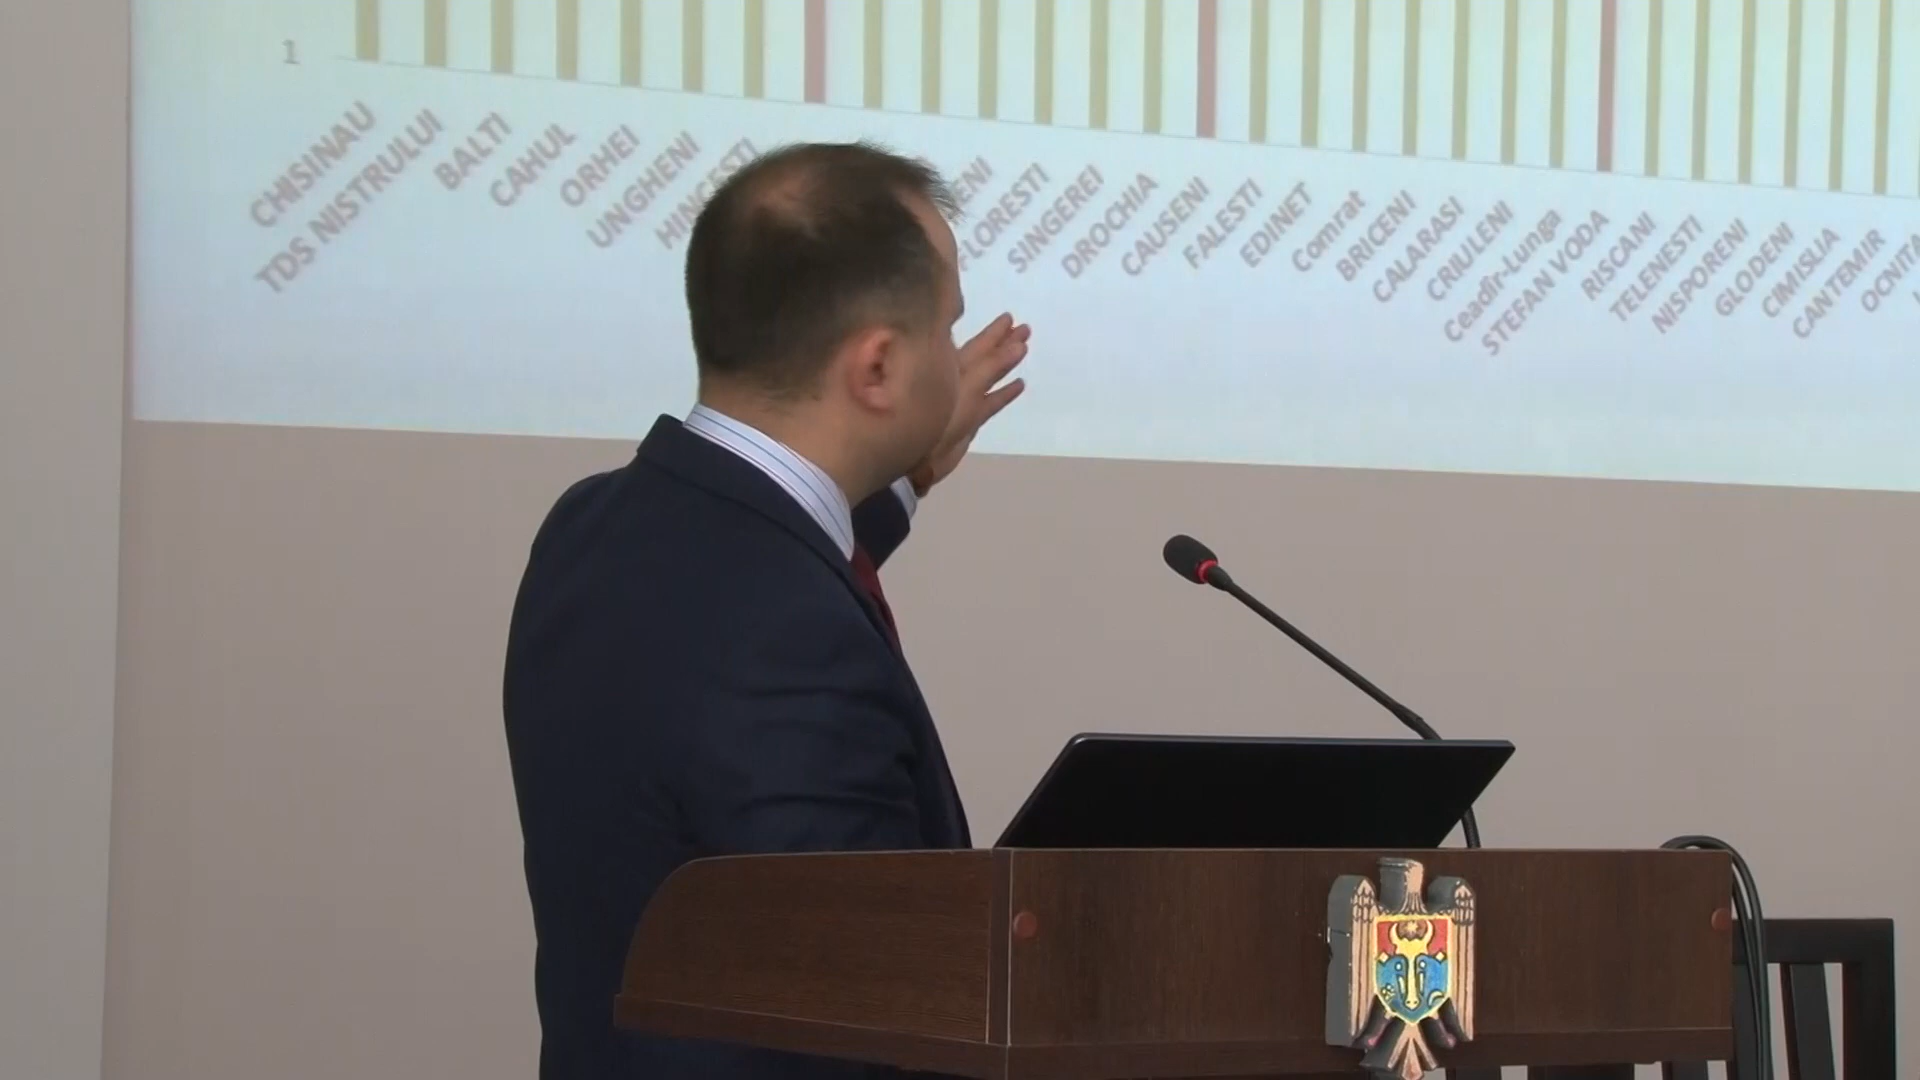 1
CHISINAU
TDS NISTRULUI
BALTI
CAHUL
ORHEI
UNGHENI
HINCESTI
FLORESTI
SINGEREI
DROCHIA
CAUSENI
FALESTI
EDINET
Comrat
BRICENI
CALARASI
CRIULENI
Ceadir-Lunga
STEFAN VODA
RISCANI
TELENESTI
NISPORENI
GLODENI
CIMISLIA
CANTEMIR
OCNITA